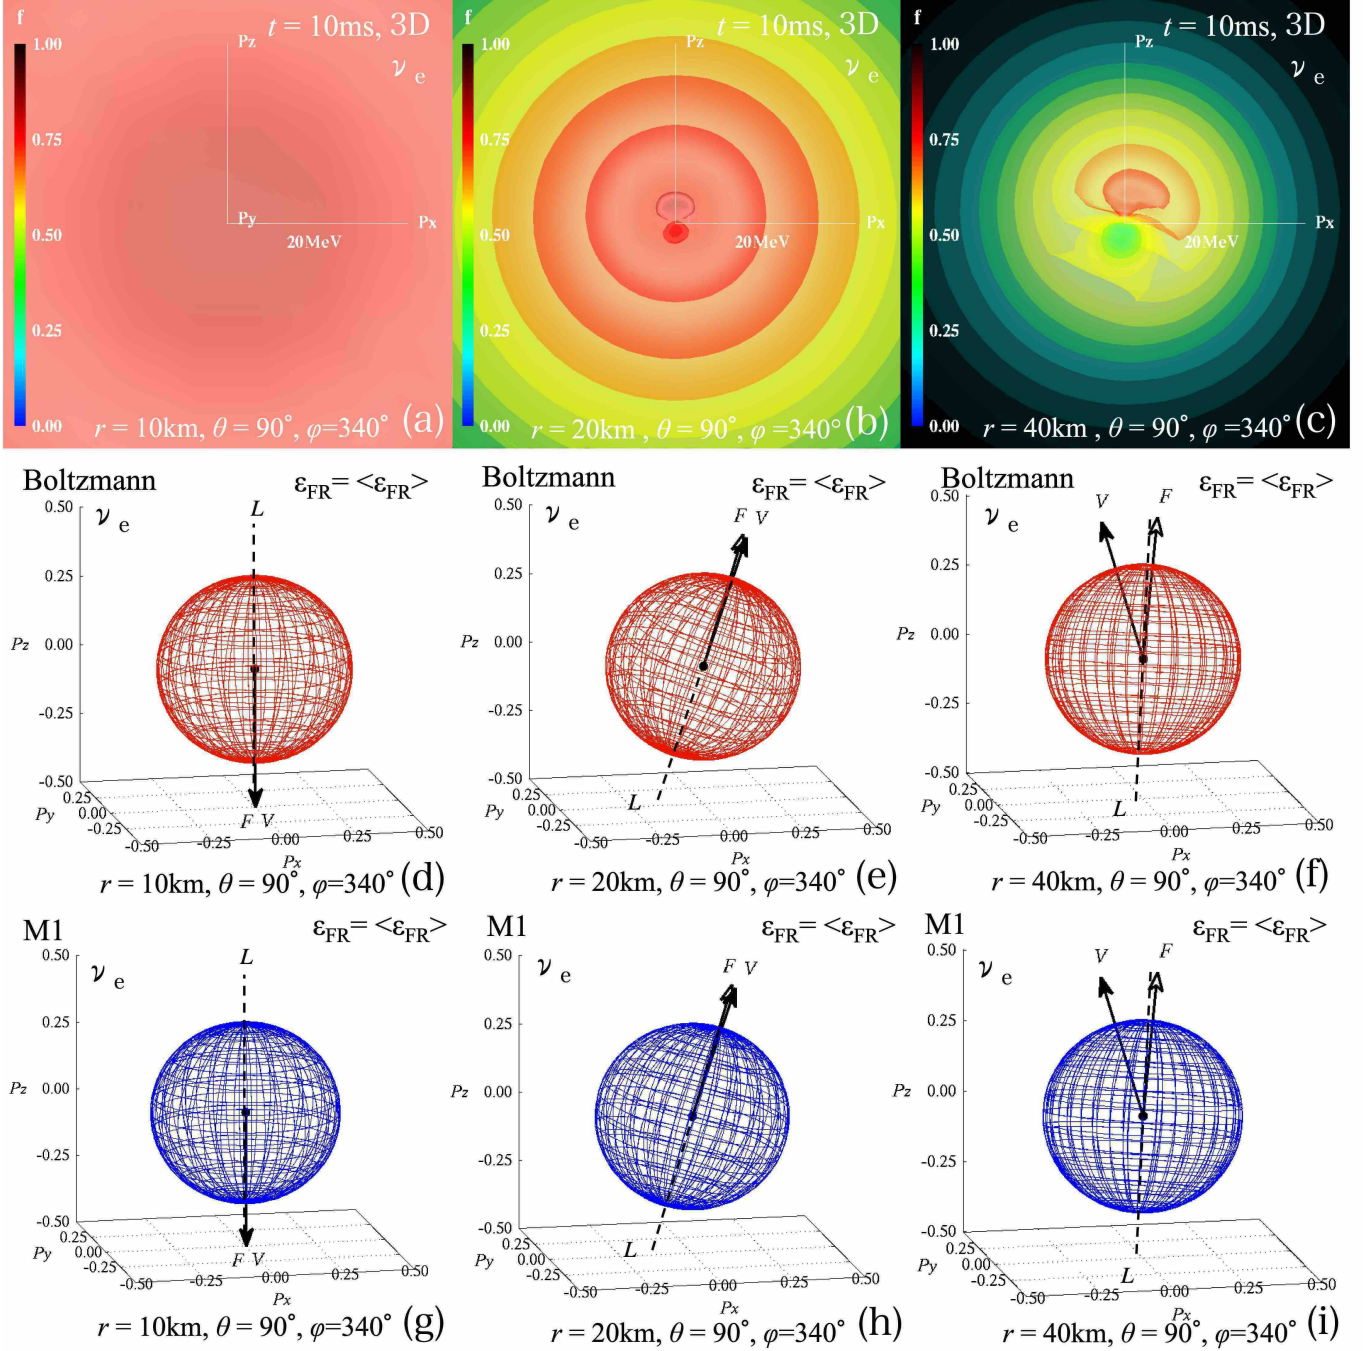 f
t = 10ms, 3D
1.00
Pz
ν e
0.75
0.50
Py
Px
20MeV
0.25
0.00
r = 10km, θ = 90°, φ=340° (a)
f
t = 10ms, 3D
1.00
Pz
ν e
0.75
0.50
Px
20MeV
0.25
0.00
r = 20km , θ = 90°, φ =340° (b)
f
t = 10ms, 3D
1.00
Pz
ν e
0.75
0.50
Px
20MeV
0.25
0.00
r = 40km , θ = 90°, φ=340° (c)
Boltzmann
εFR= <εFR>
0.50
ν e
L
0.25
Pz
0.00
-0.25
-0.50
Py
0.25
0.00
-0.25
F V
-0.50
-0.25
0.00
0.25
0.50
Px
r = 10km, θ = 90°, φ=340° (d)
Boltzmann
εFR= <εFR>
0.50
ν e
F V
0.25
Pz
0.00
-0.25
-0.50
L
Py
0.25
0.00
-0.25
-0.50
-0.25
0.00
0.25
0.50
Px
r = 20km, θ = 90°, φ=340° (e)
Boltzmann
εFR= <εFR>
0.50
ν e
V
F
0.25
Pz
0.00
-0.25
-0.50
L
Py
0.25
0.00
-0.25
-0.50
-0.25
0.00
0.25
0.50
Px
r = 40km, θ = 90°, φ=340° (f)
M1
εFR= <εFR>
0.50
ν e
L
0.25
Pz
0.00
-0.25
-0.50
Py
0.25
0.00
-0.25
F V
-0.50
-0.25
0.00
0.25
0.50
Px
r = 10km, θ = 90°, φ=340° (g)
M1
εFR= <εFR>
0.50
ν e
F V
0.25
Pz
0.00
-0.25
-0.50
L
Py
0.25
0.00
-0.25
-0.50
-0.25
0.00
0.25
0.50
Px
r = 20km, θ = 90°, φ=340° (h)
M1
εFR= <εFR>
0.50
ν e
V
F
0.25
Pz
0.00
-0.25
-0.50
L
Py
0.25
0.00
-0.25
-0.50
-0.25
0.00
0.25
0.50
Px
r = 40km, θ = 90°, φ=340° (i)